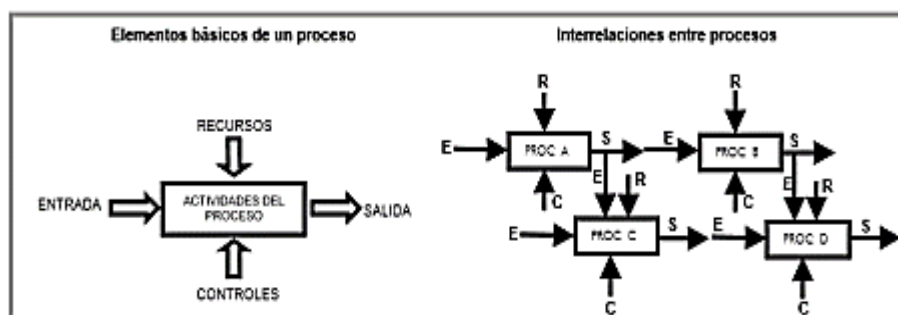 Elementos básicos de un proceso
RECURSOS
ENTRADA
ACTIVIDADES DEL
PROCESO
SALIDA
CONTROLES
Interrelaciones entre procesos
R
R
E
PROC A
S
E
PROC B
S
E
R
E
R
C
C
E
PROC C
S
E
PROC D
S
C
C